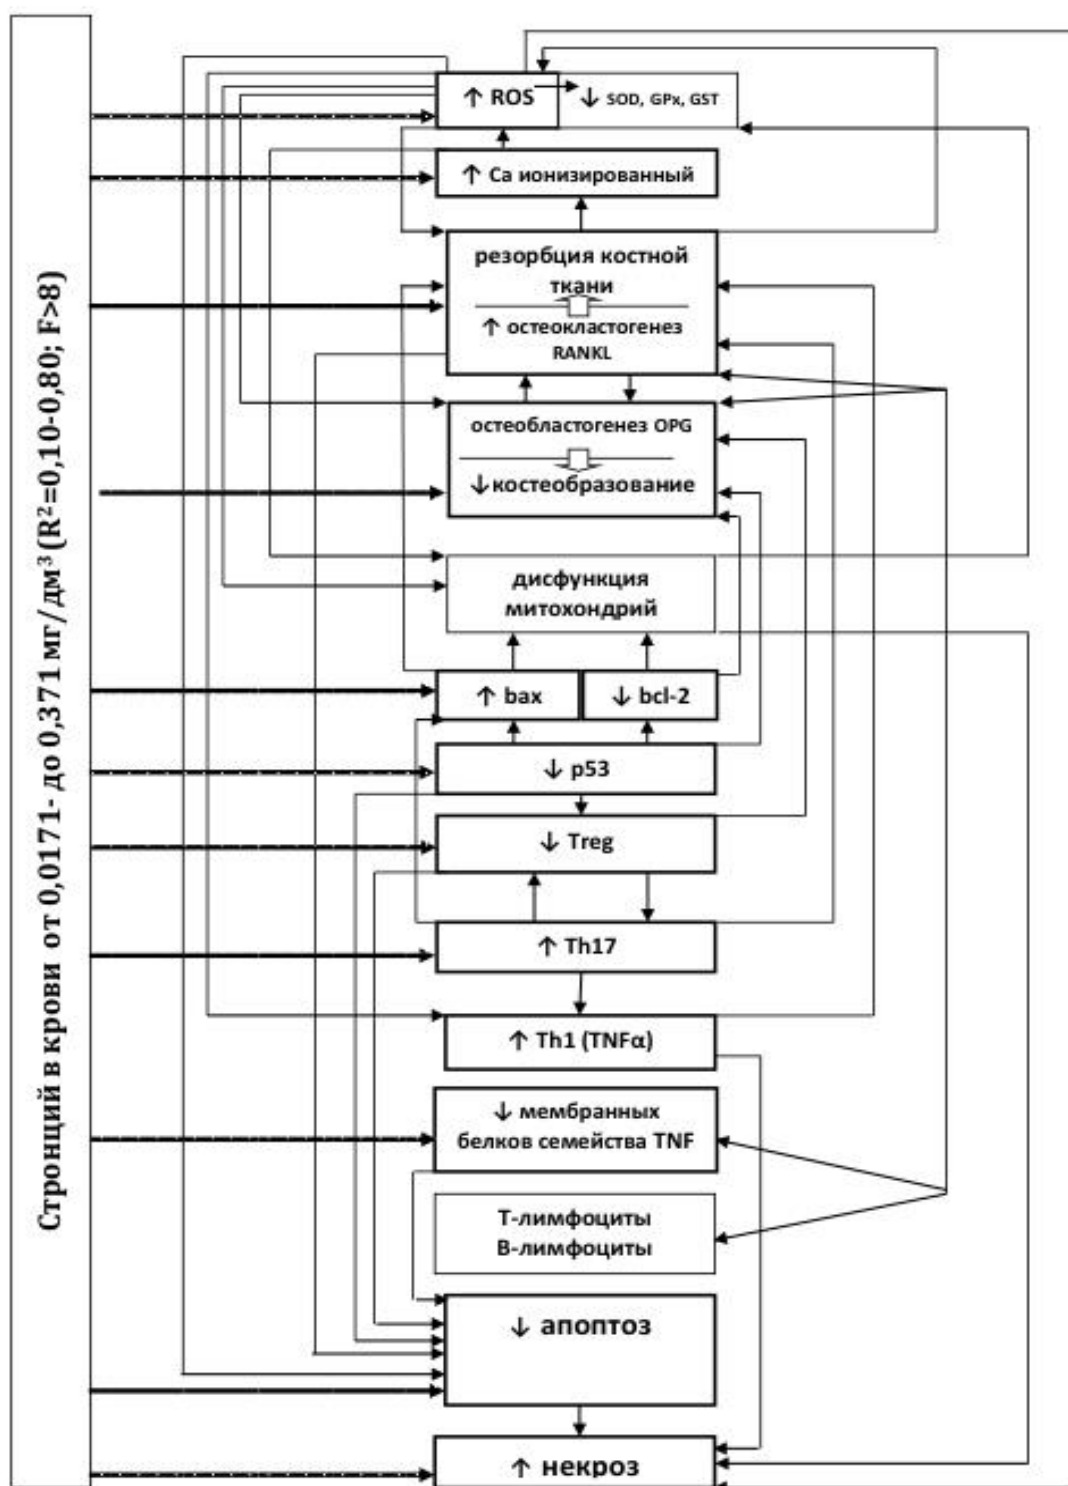 Стронций в крови от 0,0171- до 0,371 мг/дм³ (R²=0,10-0,80; F>8)
↑ ROS
↓ SOD, GPx, GST
↑ Ca ионизированный
резорбция костной
ткани
↑ остеокластогенез
RANKL
остеобластогенез OPG
↓костеобразование
дисфункция
митохондрий
↑ bax
↓ bcl-2
↓ p53
↓ Treg
↑ Th17
↑ Th1 (TNFα)
↓ мембранных
белков семейства TNF
Т-лимфоциты
В-лимфоциты
↓ апоптоз
↑ некроз